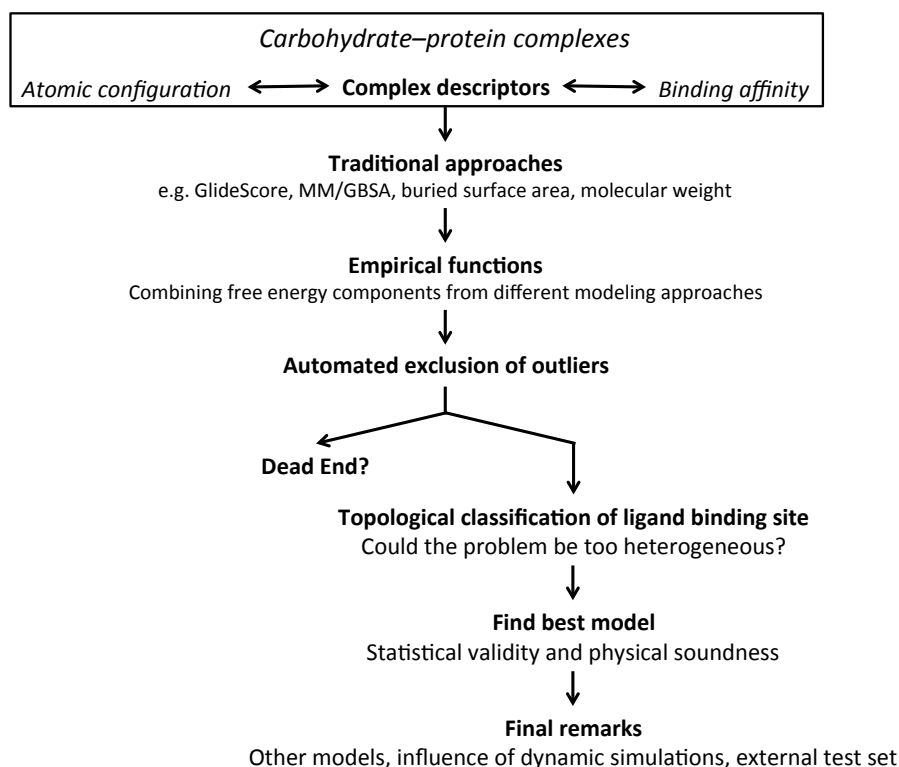 Carbohydrate–protein complexes
Atomic configuration Complex descriptors Binding affinity
Traditional approaches
e.g. GlideScore, MM/GBSA, buried surface area, molecular weight
Empirical functions
Combining free energy components from different modeling approaches
Automated exclusion of outliers
Dead End?
Topological classification of ligand binding site
Could the problem be too heterogeneous?
Find best model
Statistical validity and physical soundness
Final remarks
Other models, influence of dynamic simulations, external test set